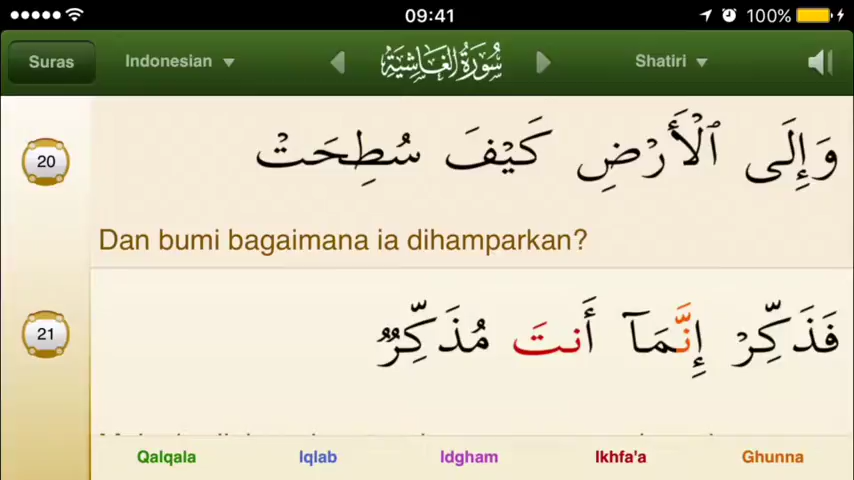 09:41
100%
Suras
Indonesian
سُورَةُ الْغَاشِيَةِ
Shatiri
20
وَإِلَى ٱلْأَرْضِ كَيْفَ سُطِحَتْ
Dan bumi bagaimana ia dihamparkan?
21
فَذَكِّرْ إِنَّمَآ أَنتَ مُذَكِّرٌ
Qalqala
Iqlab
Idgham
Ikhfa'a
Ghunna